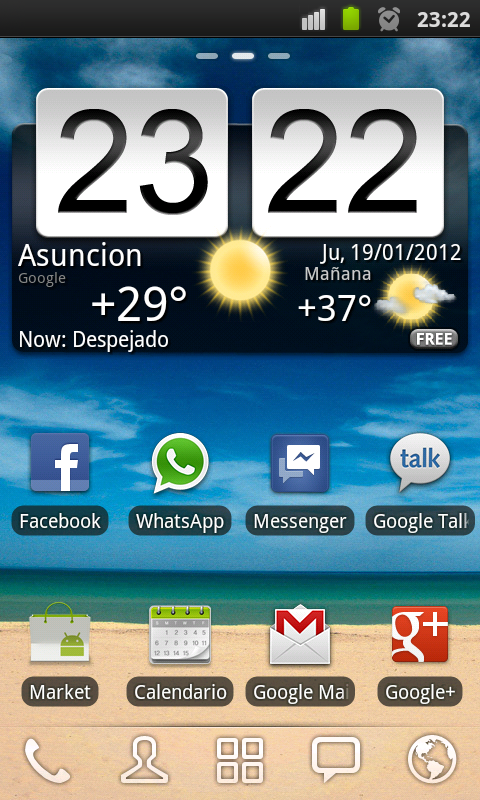 23:22
23 22
Asuncion
Google
+29°
Now: Despejado
Ju, 19/01/2012
Mañana
+37°
FREE
talk
Facebook
WhatsApp
Messenger
Google Talk
Market
Calendario
Google Mai
Google+